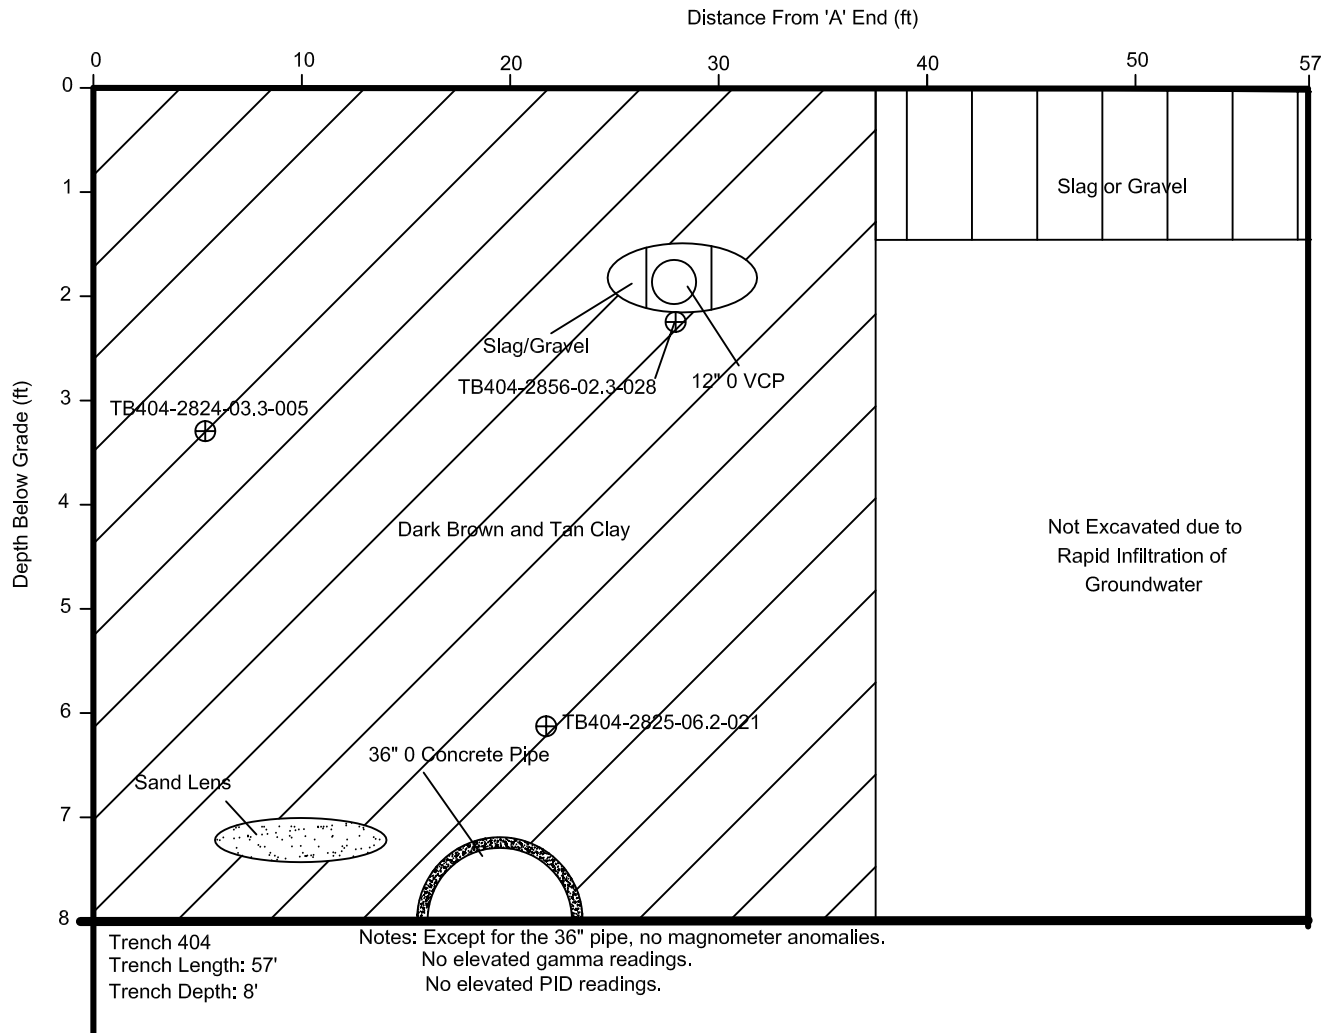 Distance From 'A' End (ft)
0 10 20 30 40 50 57
0
1
2
3
4
5
6
7
8
Depth Below Grade (ft)
Slag or Gravel
Slag/Gravel
TB404-2856-02.3-028
12" 0 VCP
TB404-2824-03.3-005
Dark Brown and Tan Clay
Not Excavated due to
Rapid Infiltration of
Groundwater
TB404-2825-06.2-021
36" 0 Concrete Pipe
Sand Lens
Trench 404
Trench Length: 57'
Trench Depth: 8'
Notes: Except for the 36" pipe, no magnometer anomalies.
No elevated gamma readings.
No elevated PID readings.